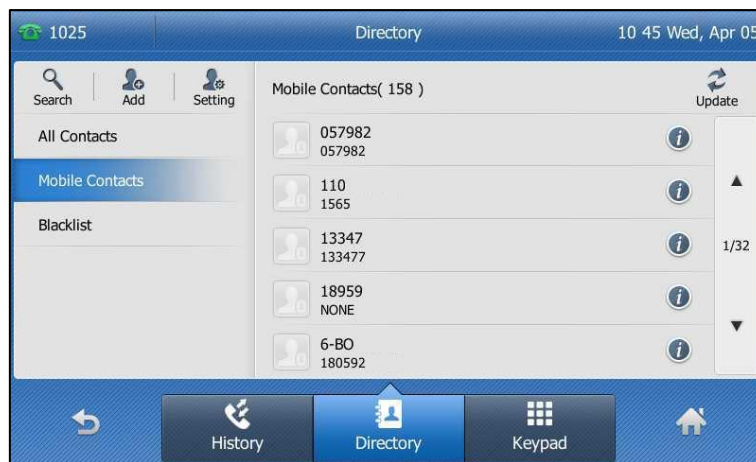 1025
Directory
10 45 Wed, Apr 05
Search
Add
Setting
Mobile Contacts( 158 )
Update
All Contacts
Mobile Contacts
Blacklist
057982
057982
110
1565
13347
133477
18959
NONE
6-BO
180592
1/32
History
Directory
Keypad